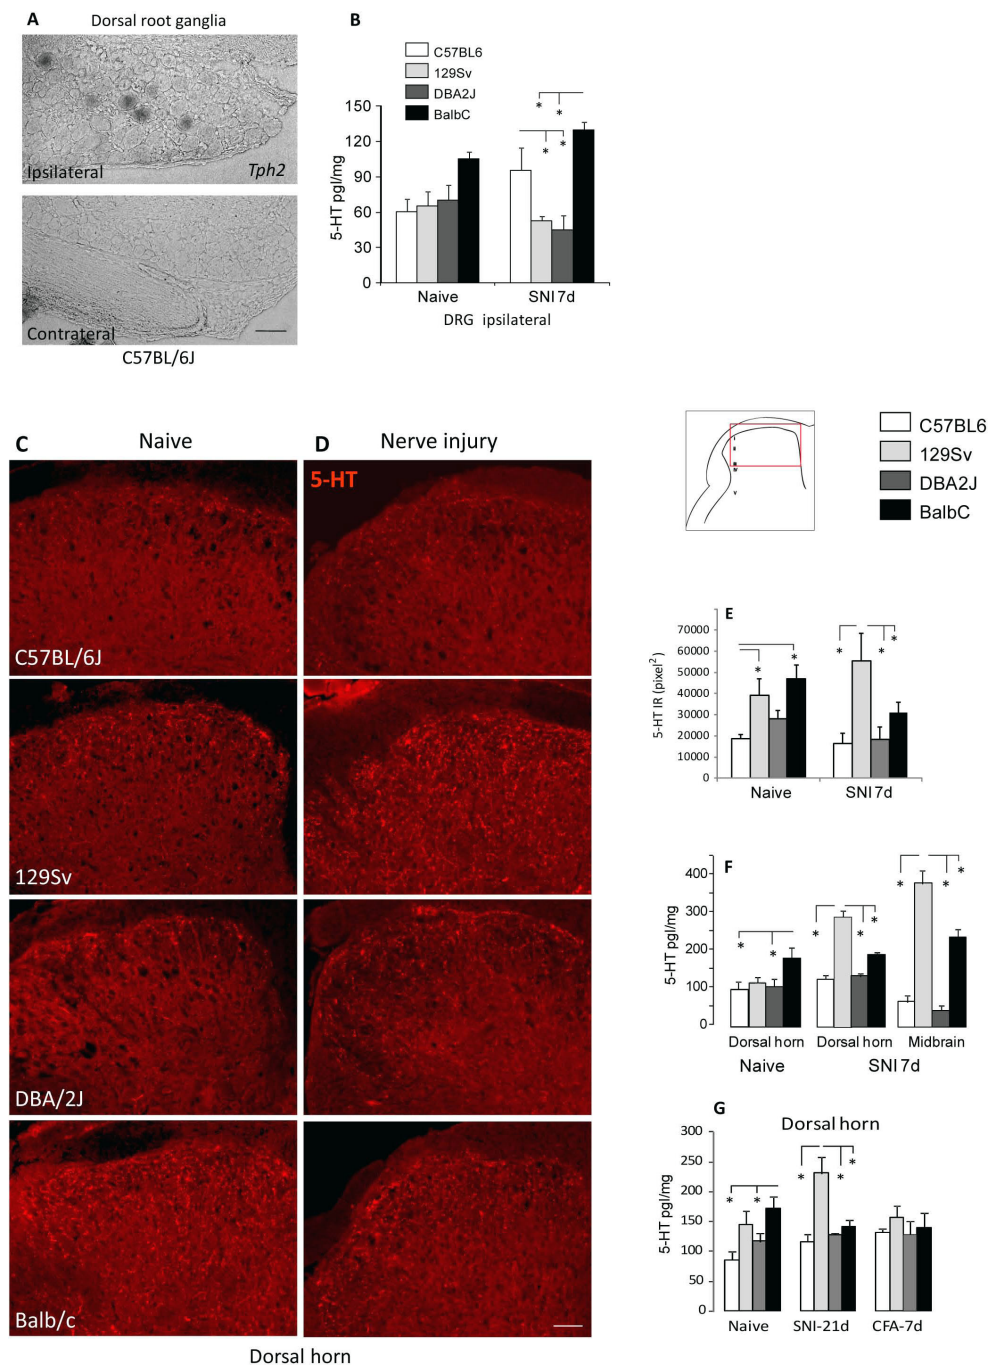 A
Dorsal root ganglia
Ipsilateral
Tph2
Contrateral
C57BL/6J
B
C57BL6
129Sv
DBA2J
BalbC
5-HT pgl/mg
150
120
90
60
30
0
* *
* *
Naive
SNI 7d
DRG ipsilateral
C
Naive
D
Nerve injury
5-HT
C57BL/6J
129Sv
DBA/2J
Balb/c
Dorsal horn
I
II
V
C57BL6
129Sv
DBA2J
BalbC
E
5-HT IR (pixel²)
70000
60000
50000
40000
30000
20000
10000
0
* *
* * *
Naive
SNI 7d
F
5-HT pgl/mg
400
300
200
100
0
* *
* * *
* * *
Dorsal horn
Dorsal horn
Midbrain
Naive
SNI 7d
G
Dorsal horn
5-HT pgl/mg
300
250
200
150
100
50
0
* *
* * *
Naive
SNI-21d
CFA-7d